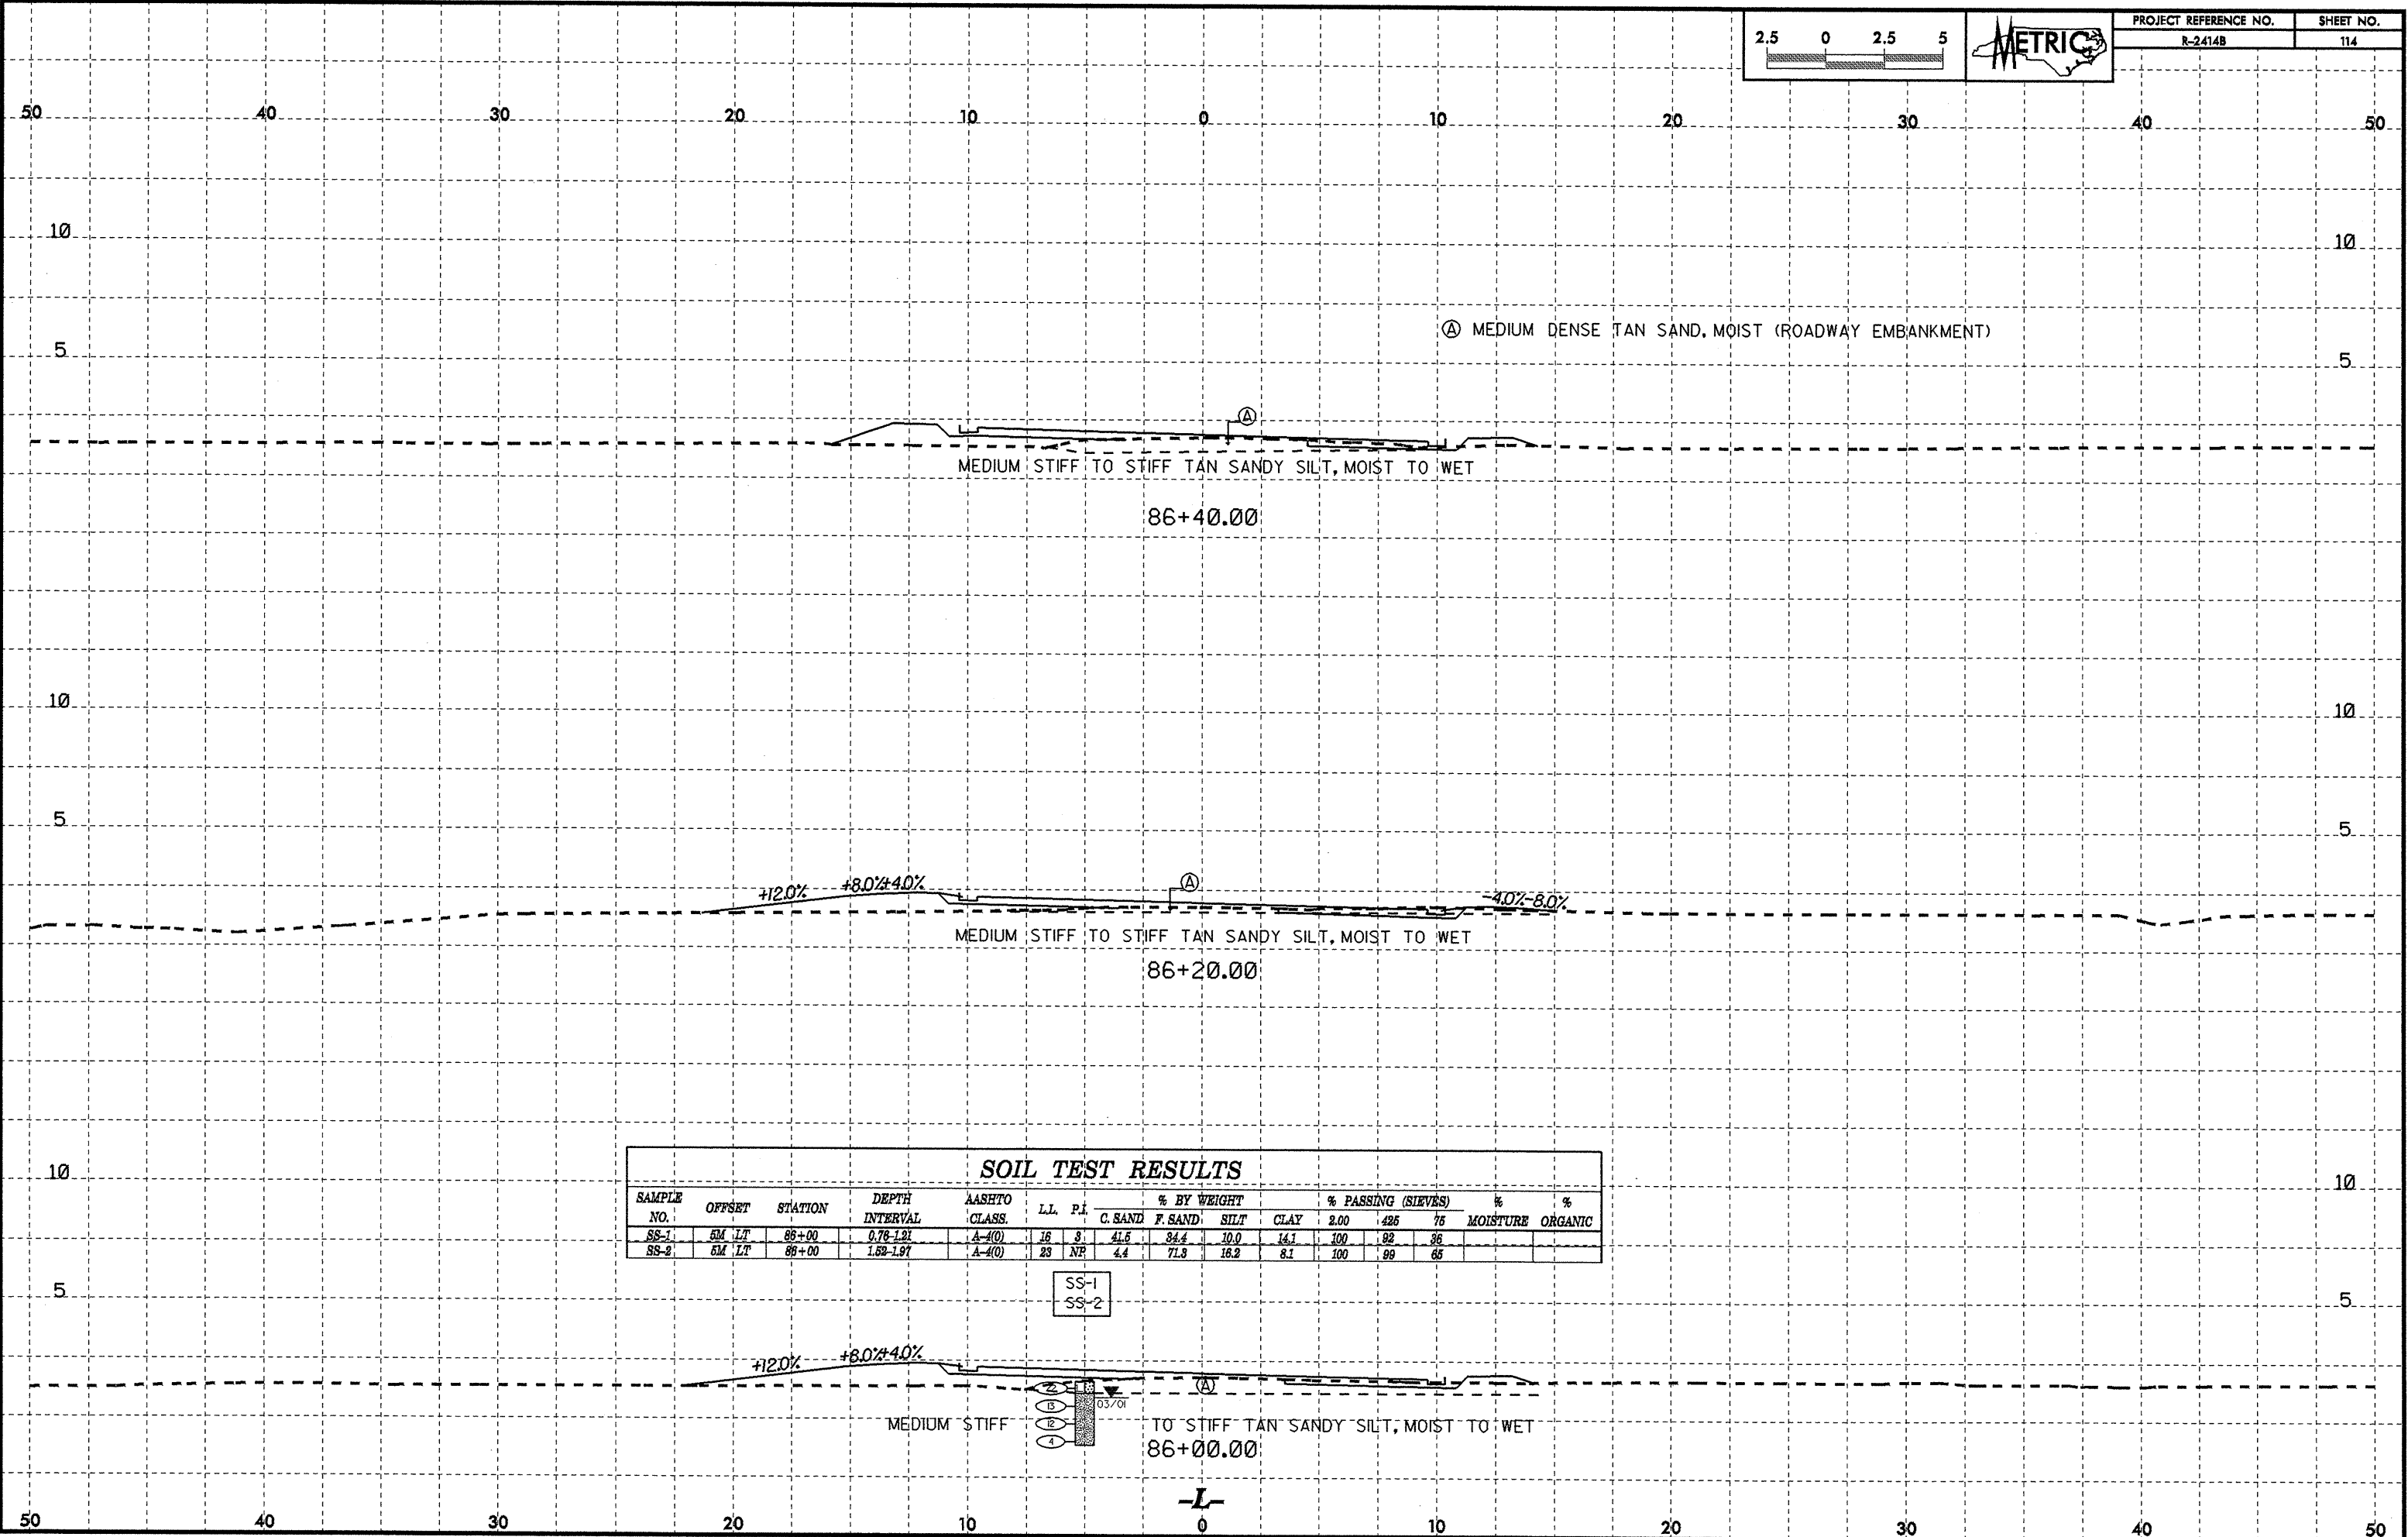 PROJECT REFERENCE NO. SHEET NO.
R-2414B 114
2.5 0 2.5 5
METRIC
50 40 30 20 10 0 10 20 30 40 50
10 10
Ⓐ MEDIUM DENSE TAN SAND, MOIST (ROADWAY EMBANKMENT)
5 5
Ⓐ
MEDIUM STIFF TO STIFF TAN SANDY SILT, MOIST TO WET
86+40.00
10 10
5 5
+12.0% +8.0% +4.0% Ⓐ -4.0% -8.0%
MEDIUM STIFF TO STIFF TAN SANDY SILT, MOIST TO WET
86+20.00
10 10
SOIL TEST RESULTS
SAMPLE NO. OFFSET STATION DEPTH INTERVAL AASHTO CLASS. L.L. P.I. % BY WEIGHT % PASSING (SIEVES) % MOISTURE % ORGANIC
C. SAND F. SAND SILT CLAY 2.00 425 75
SS-1 5M LT 86+00 0.76-1.21 A-4(0) 16 3 41.5 34.4 10.0 14.1 100 92 36
SS-2 5M LT 86+00 1.52-1.97 A-4(0) 23 NP 4.4 71.3 16.2 8.1 100 99 65
SS-1
SS-2
5 5
+12.0% +8.0% +4.0%
22 Ⓐ
13 03/01
MEDIUM STIFF 12 TO STIFF TAN SANDY SILT, MOIST TO WET
4
86+00.00
-L-
50 40 30 20 10 0 10 20 30 40 50